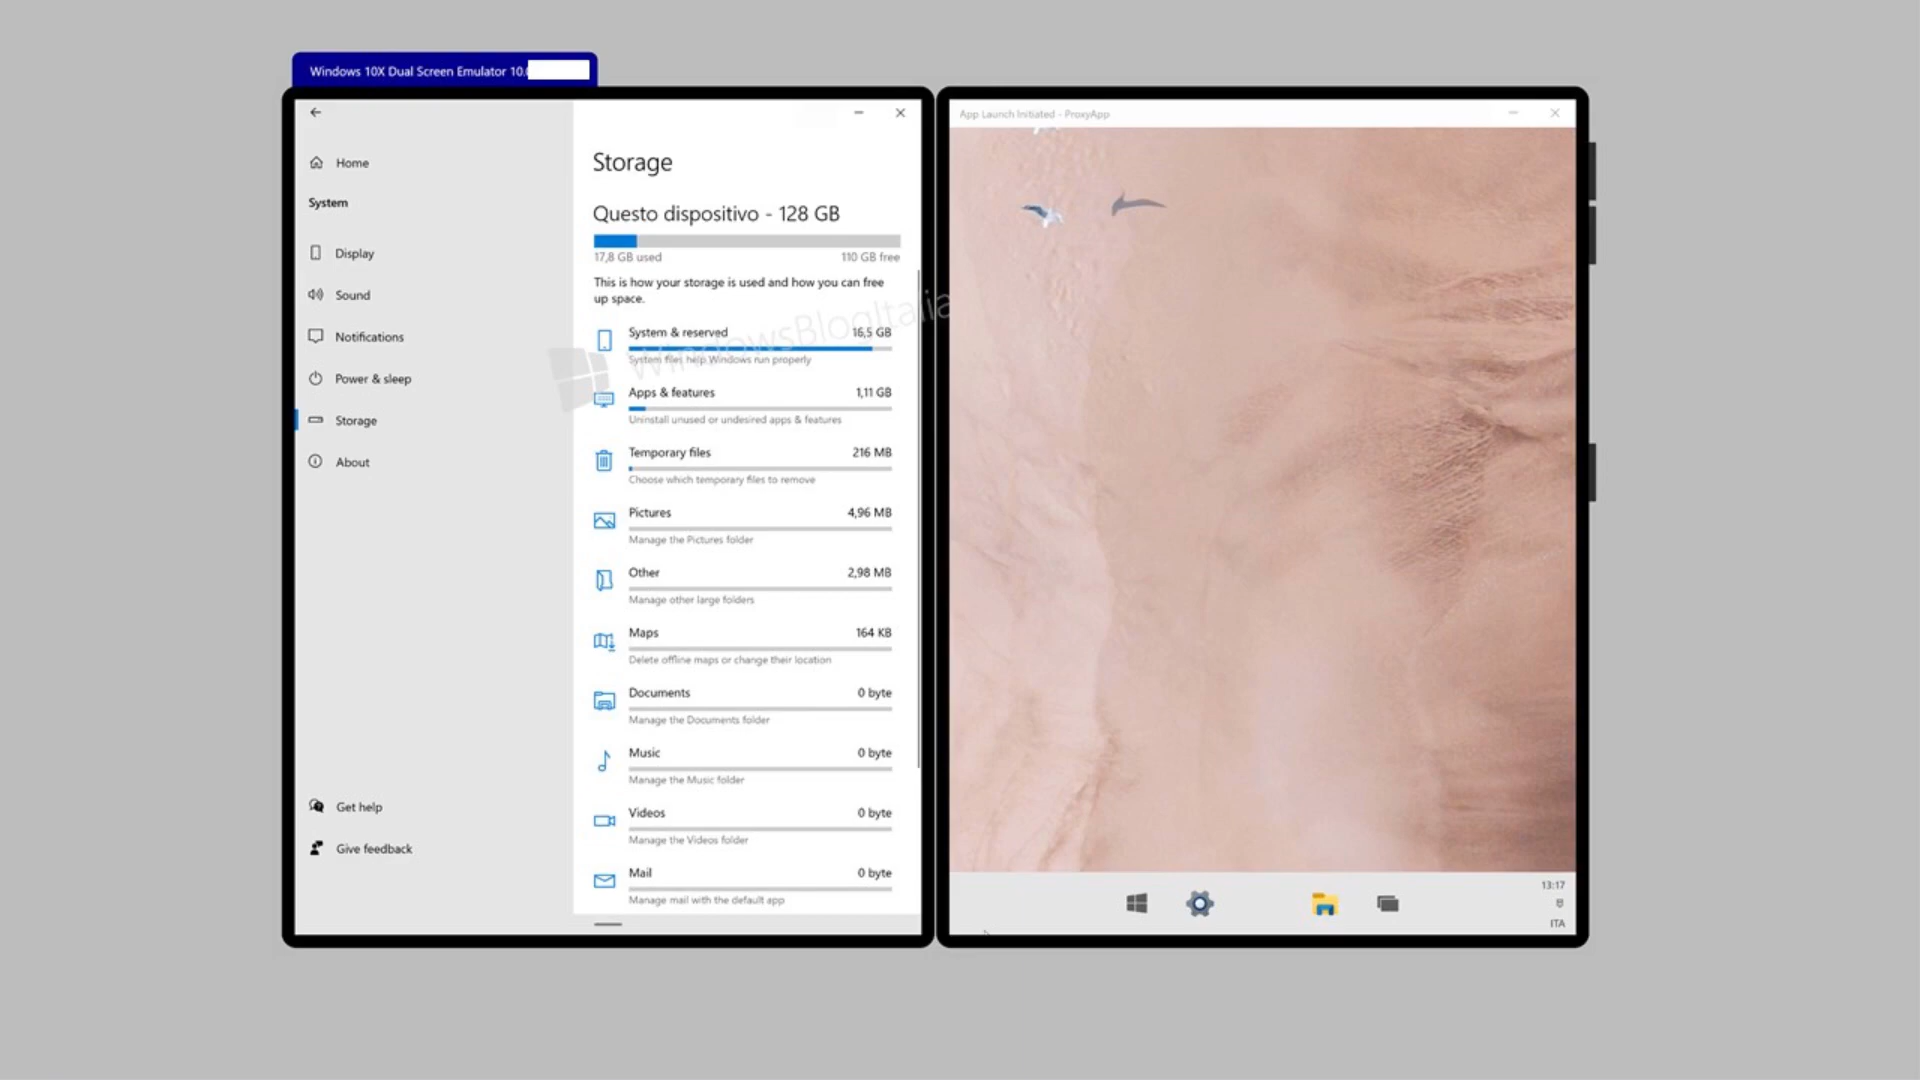 Windows 10X Dual Screen Emulator 10.
Home
System
Display
Sound
Notifications
Power & sleep
Storage
About
Get help
Give feedback
Storage
Questo dispositivo - 128 GB
17,8 GB used 110 GB free
This is how your storage is used and how you can free
up space.
System & reserved 16,5 GB
System files help Windows run properly
Apps & features 1,11 GB
Uninstall unused or undesired apps & features
Temporary files 216 MB
Choose which temporary files to remove
Pictures 4,96 MB
Manage the Pictures folder
Other 2,98 MB
Manage other large folders
Maps 164 KB
Delete offline maps or change their location
Documents 0 byte
Manage the Documents folder
Music 0 byte
Manage the Music folder
Videos 0 byte
Manage the Videos folder
Mail 0 byte
Manage mail with the default app
WindowsBlogItalia
App Launch Initiated - ProxyApp
13:17
ITA